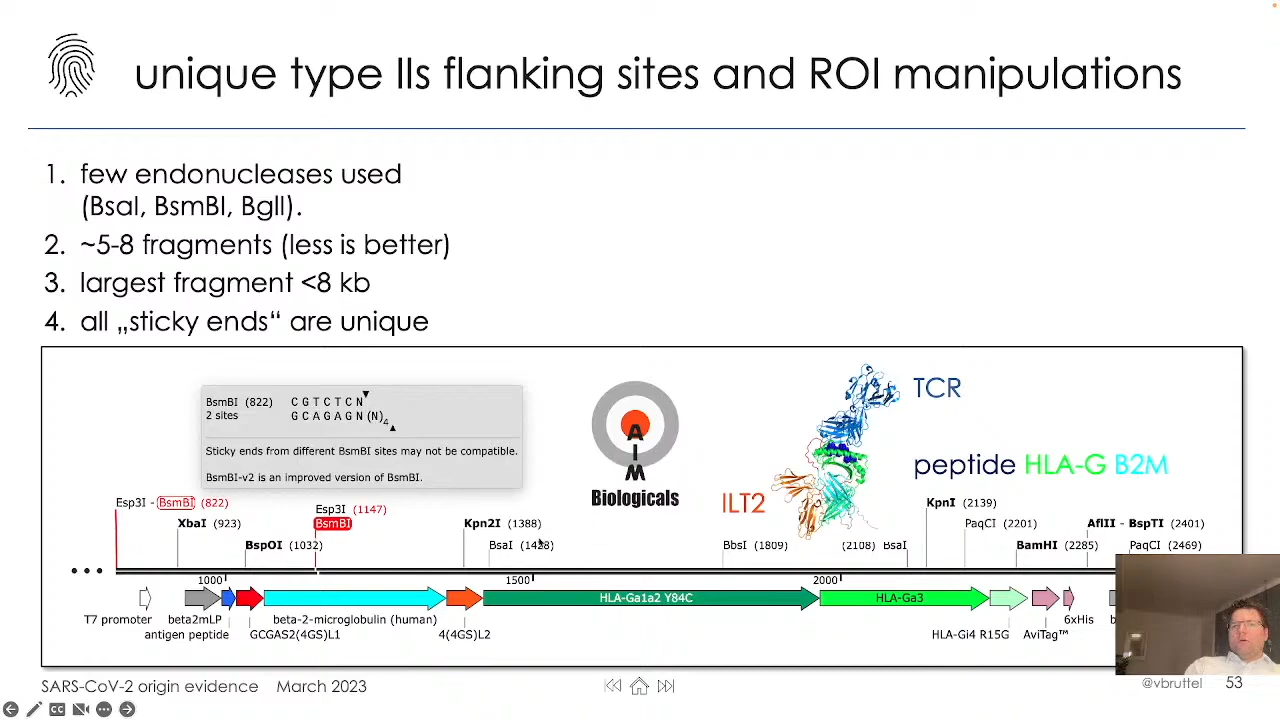 unique type IIs flanking sites and ROI manipulations
1. few endonucleases used
(BsaI, BsmBI, BglI).
2. ~5-8 fragments (less is better)
3. largest fragment <8 kb
4. all „sticky ends“ are unique
BsmBI (822) C G T C T C N
2 sites G C A G A G N (N)4
Sticky ends from different BsmBI sites may not be compatible.
BsmBI-v2 is an improved version of BsmBI.
A
I
M
Biologicals
TCR
peptide HLA-G B2M
ILT2
Esp3I - BsmBI (822)
Esp3I (1147)
BsmBI
KpnI (2139)
XbaI (923)
Kpn2I (1388)
PaqCI (2201)
AflII - BspTI (2401)
BspOI (1032)
BsaI (1428)
BbsI (1809)
(2108) BsaI
BamHI (2285)
PaqCI (2469)
1000
1500
2000
HLA-Ga1a2 Y84C
HLA-Ga3
T7 promoter
beta2mLP
beta-2-microglobulin (human)
6xHis
antigen peptide
GCGAS2(4GS)L1
4(4GS)L2
HLA-Gi4 R15G
AviTag™
SARS-CoV-2 origin evidence March 2023
@vbruttel 53
CC